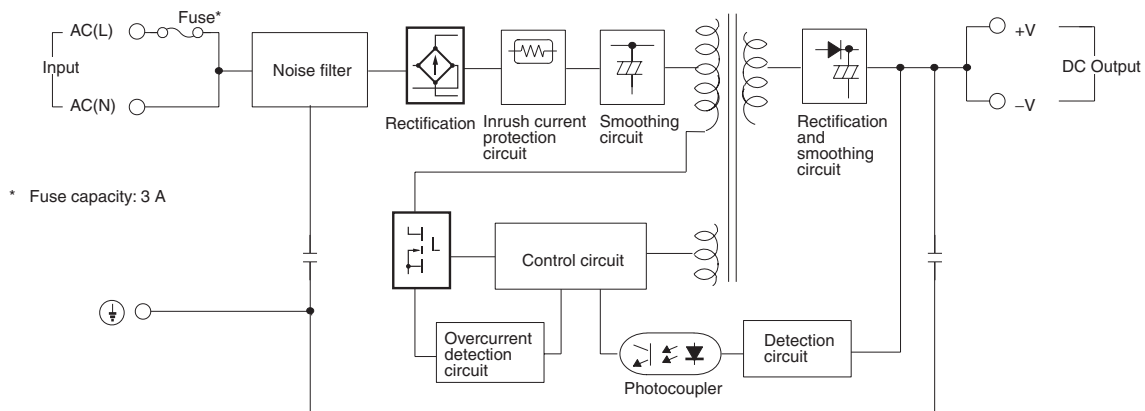 AC(L)
Fuse*
Input
AC(N)
Noise filter
Rectification
Inrush current
protection
circuit
Smoothing
circuit
Rectification
and
smoothing
circuit
+V
DC Output
–V
* Fuse capacity: 3 A
L
Control circuit
Overcurrent
detection
circuit
Photocoupler
Detection
circuit